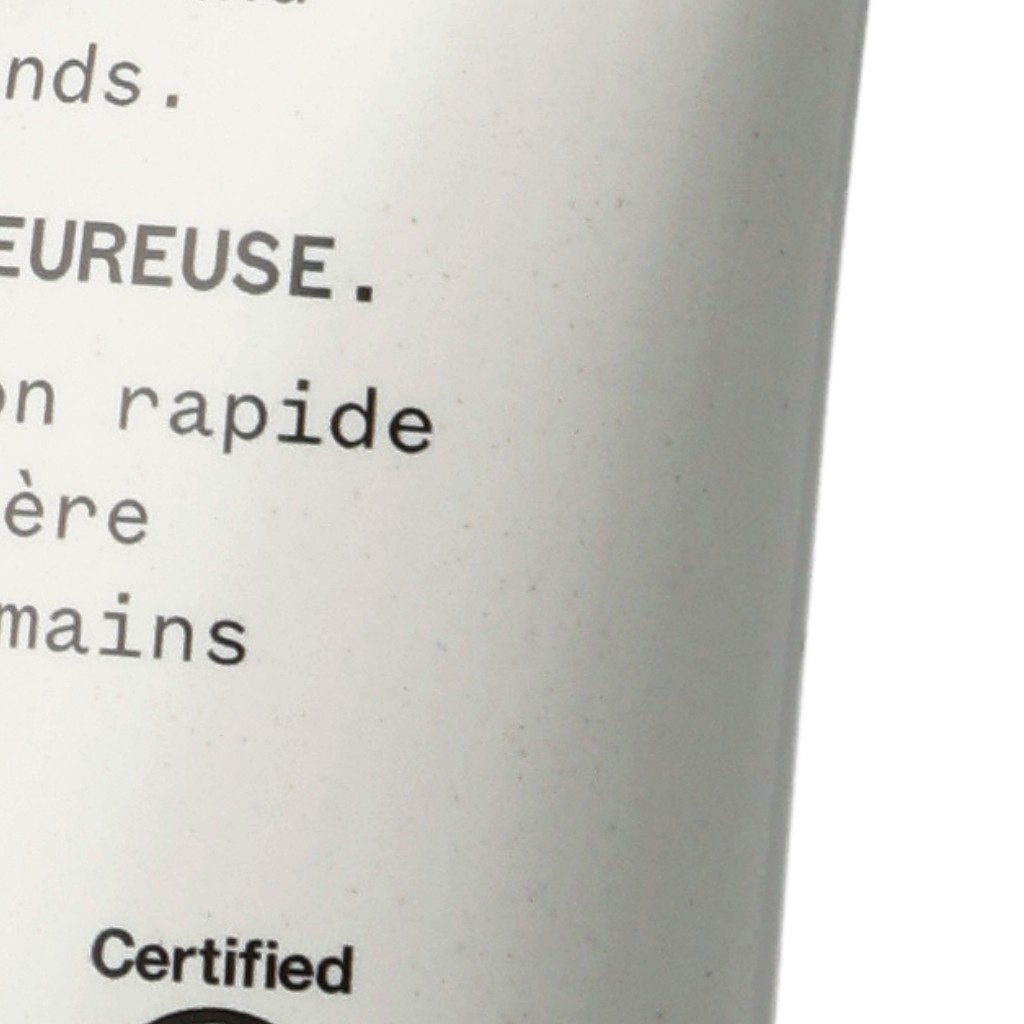 nds.
EUREUSE.
on rapide
ère
mains
Certified